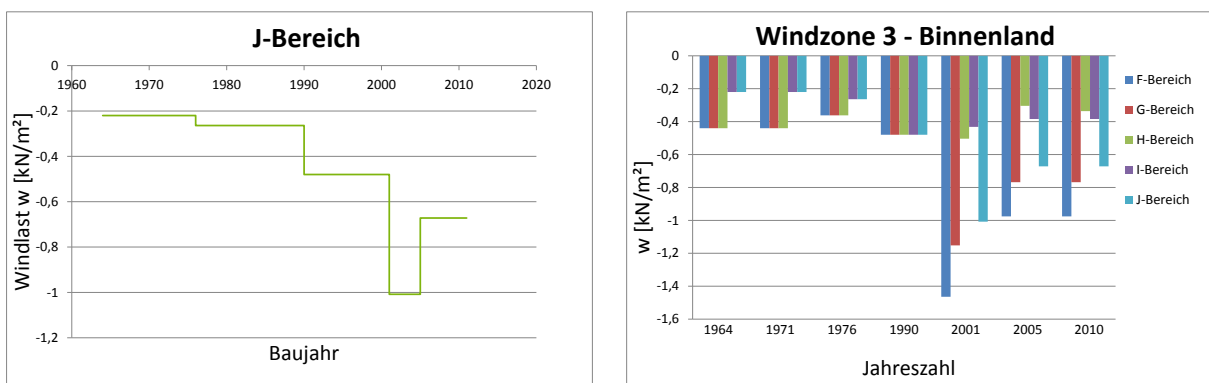 J-Bereich
0
1960
1970
1980
1990
2000
2010
2020
-0,2
-0,4
-0,6
-0,8
-1
-1,2
Windlast w [kN/m²]
Baujahr
Windzone 3 - Binnenland
0
-0,2
-0,4
-0,6
-0,8
-1
-1,2
-1,4
-1,6
w [kN/m²]
1964
1971
1976
1990
2001
2005
2010
Jahreszahl
F-Bereich
G-Bereich
H-Bereich
I-Bereich
J-Bereich